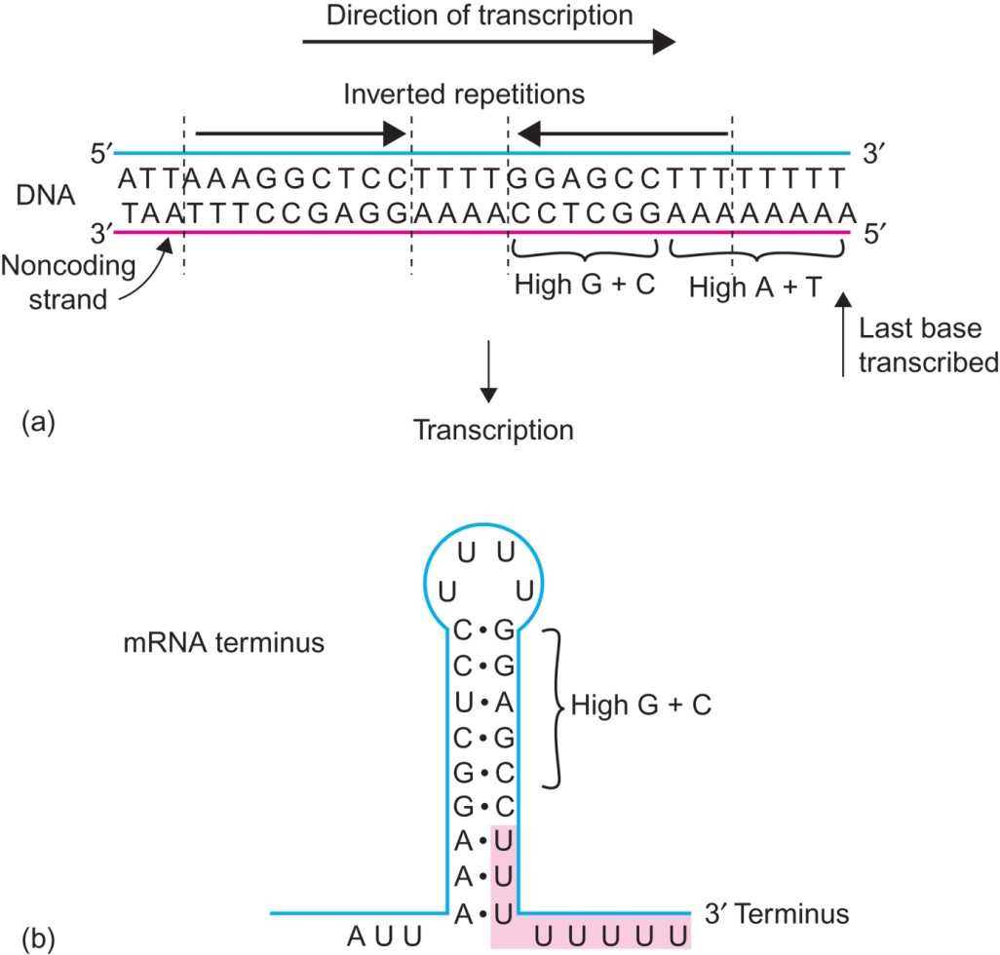 Direction of transcription
Inverted repetitions
5′ 3′
DNA
ATTAAAGGCTCCTTTTGGAGCCTTTTTTTT
TAATTTCCGAGGAAAACCTCGGAAAAAAAA
3′ 5′
Noncoding
strand
High G + C
High A + T
Last base
transcribed
(a)
Transcription
U U
U U
mRNA terminus
C • G
C • G
U • A
High G + C
C • G
G • C
G • C
A • U
A • U
A • U
3′ Terminus
(b)
A U U
U U U U U